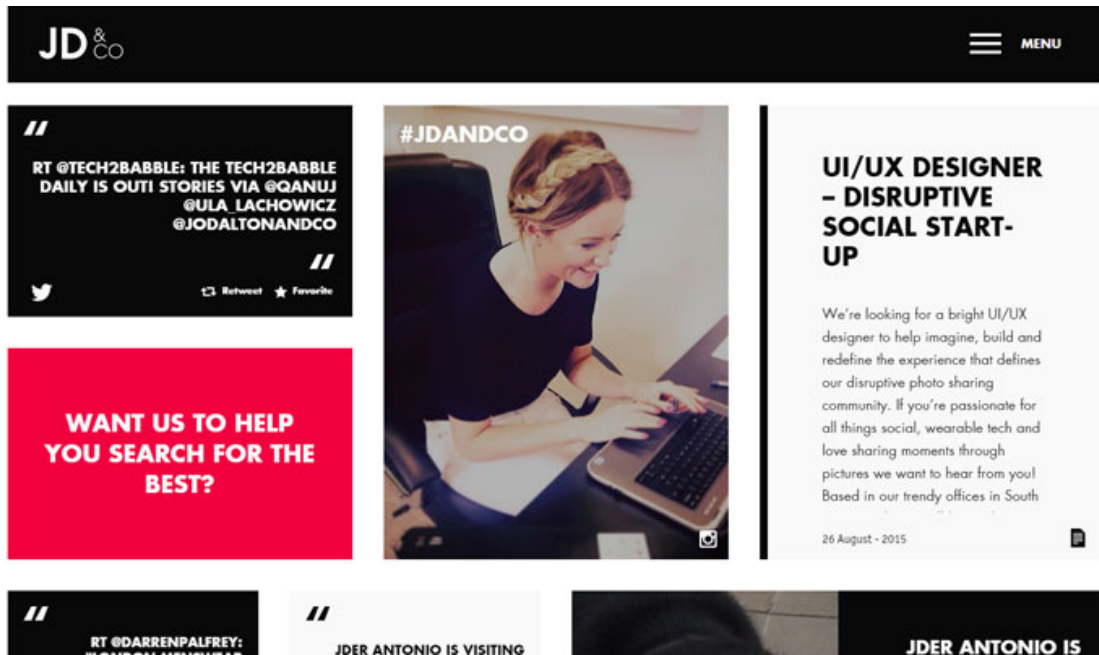 JD & CO
MENU
"
RT @TECH2BABBLE: THE TECH2BABBLE
DAILY IS OUT! STORIES VIA @QANUJ
@ULA_LACHOWICZ
@JODALTONANDCO
"
Retweet Favorite
WANT US TO HELP
YOU SEARCH FOR THE
BEST?
#JDANDCO
UI/UX DESIGNER
– DISRUPTIVE
SOCIAL START-
UP
We're looking for a bright UI/UX
designer to help imagine, build and
redefine the experience that defines
our disruptive photo sharing
community. If you're passionate for
all things social, wearable tech and
love sharing moments through
pictures we want to hear from you!
Based in our trendy offices in South
26 August - 2015
"
RT @DARRENPALFREY:
"
JDER ANTONIO IS VISITING
JDER ANTONIO IS